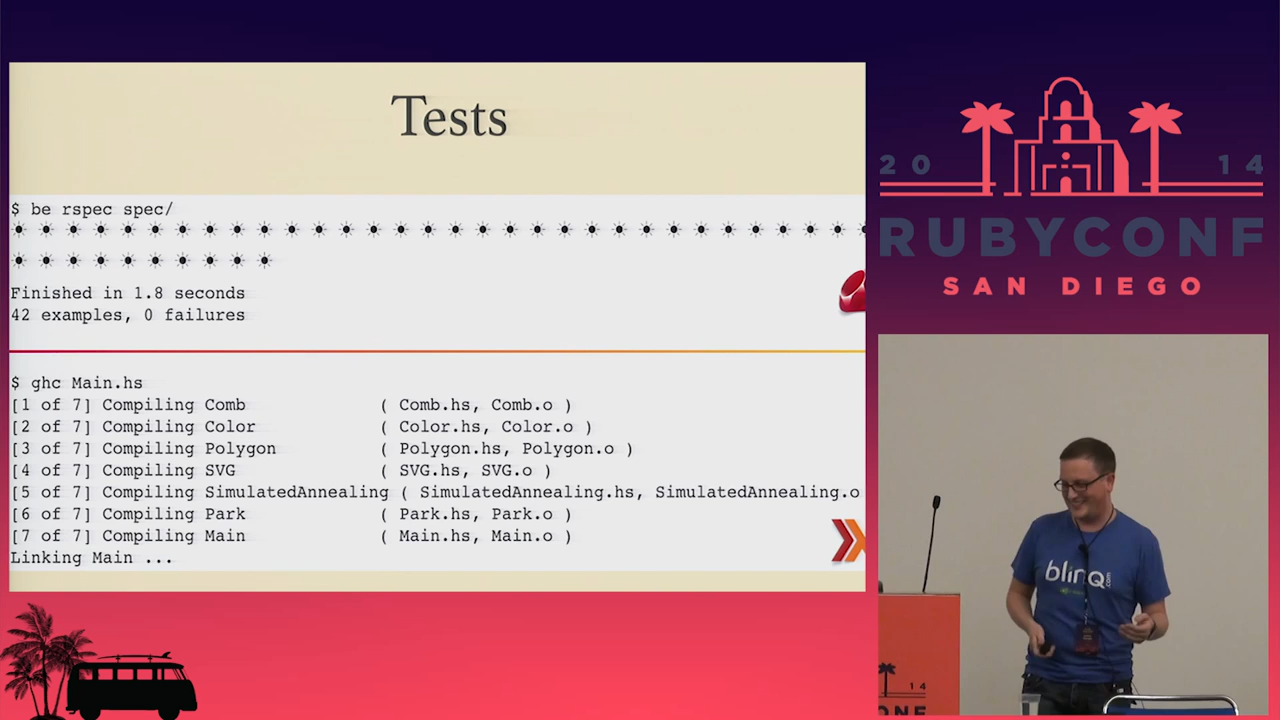 Tests
$ be rspec spec/
Finished in 1.8 seconds
42 examples, 0 failures
$ ghc Main.hs
[1 of 7] Compiling Comb ( Comb.hs, Comb.o )
[2 of 7] Compiling Color ( Color.hs, Color.o )
[3 of 7] Compiling Polygon ( Polygon.hs, Polygon.o )
[4 of 7] Compiling SVG ( SVG.hs, SVG.o )
[5 of 7] Compiling SimulatedAnnealing ( SimulatedAnnealing.hs, SimulatedAnnealing.o
[6 of 7] Compiling Park ( Park.hs, Park.o )
[7 of 7] Compiling Main ( Main.hs, Main.o )
Linking Main ...
20 14
RUBYCONF
SAN DIEGO
blinq.com
14
ONF